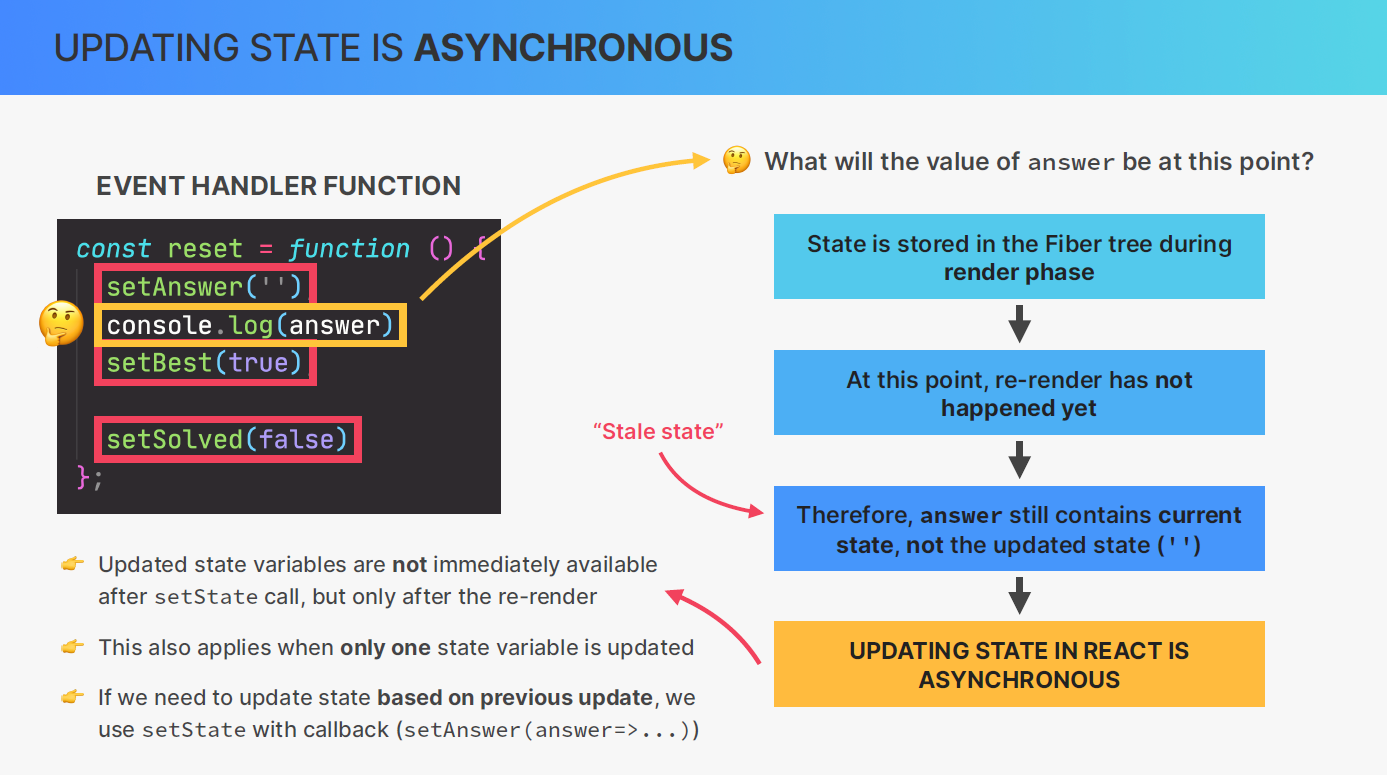 UPDATING STATE IS ASYNCHRONOUS
EVENT HANDLER FUNCTION
const reset = function () {
setAnswer('')
console.log(answer)
setBest(true)
setSolved(false)
};
Updated state variables are not immediately available
after setState call, but only after the re-render
This also applies when only one state variable is updated
If we need to update state based on previous update, we
use setState with callback (setAnswer(answer=>...))
What will the value of answer be at this point?
State is stored in the Fiber tree during
render phase
At this point, re-render has not
happened yet
“Stale state”
Therefore, answer still contains current
state, not the updated state ('')
UPDATING STATE IN REACT IS
ASYNCHRONOUS